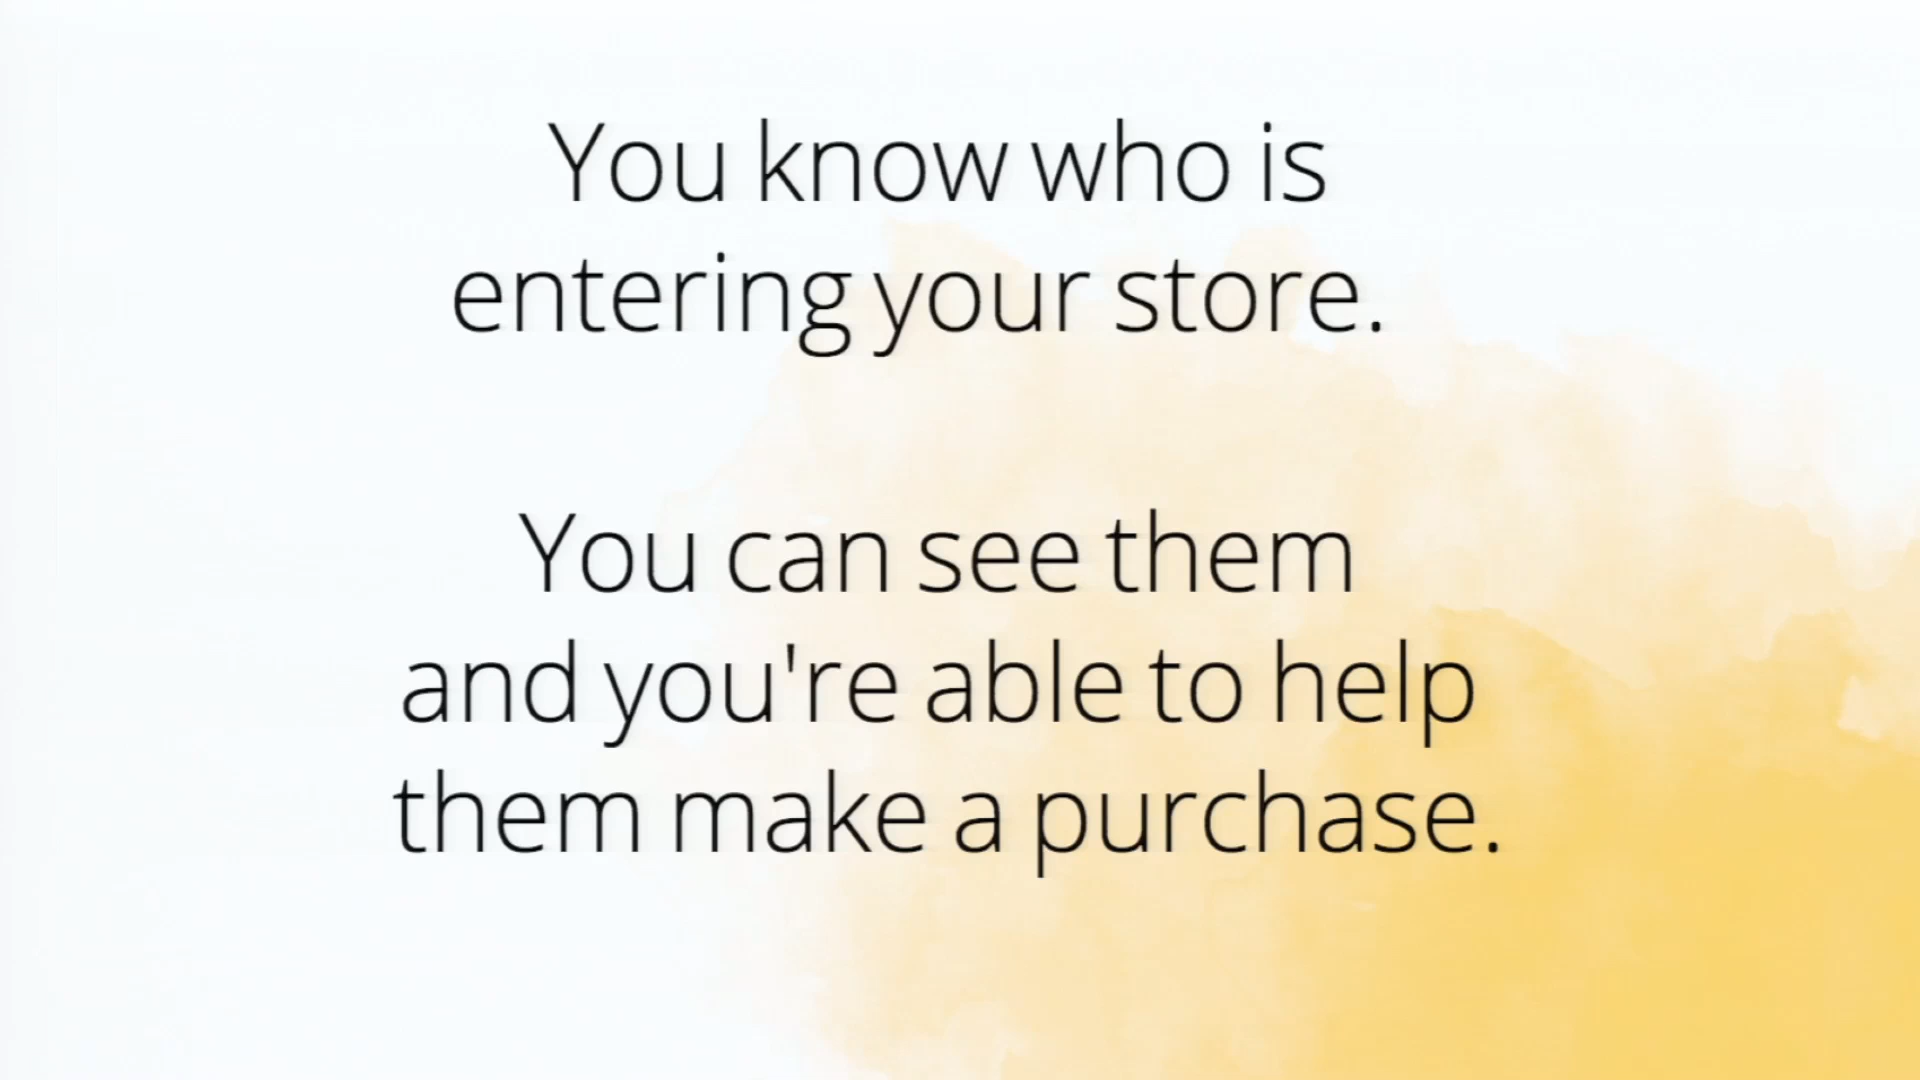 You know who is
entering your store.
You can see them
and you're able to help
them make a purchase.